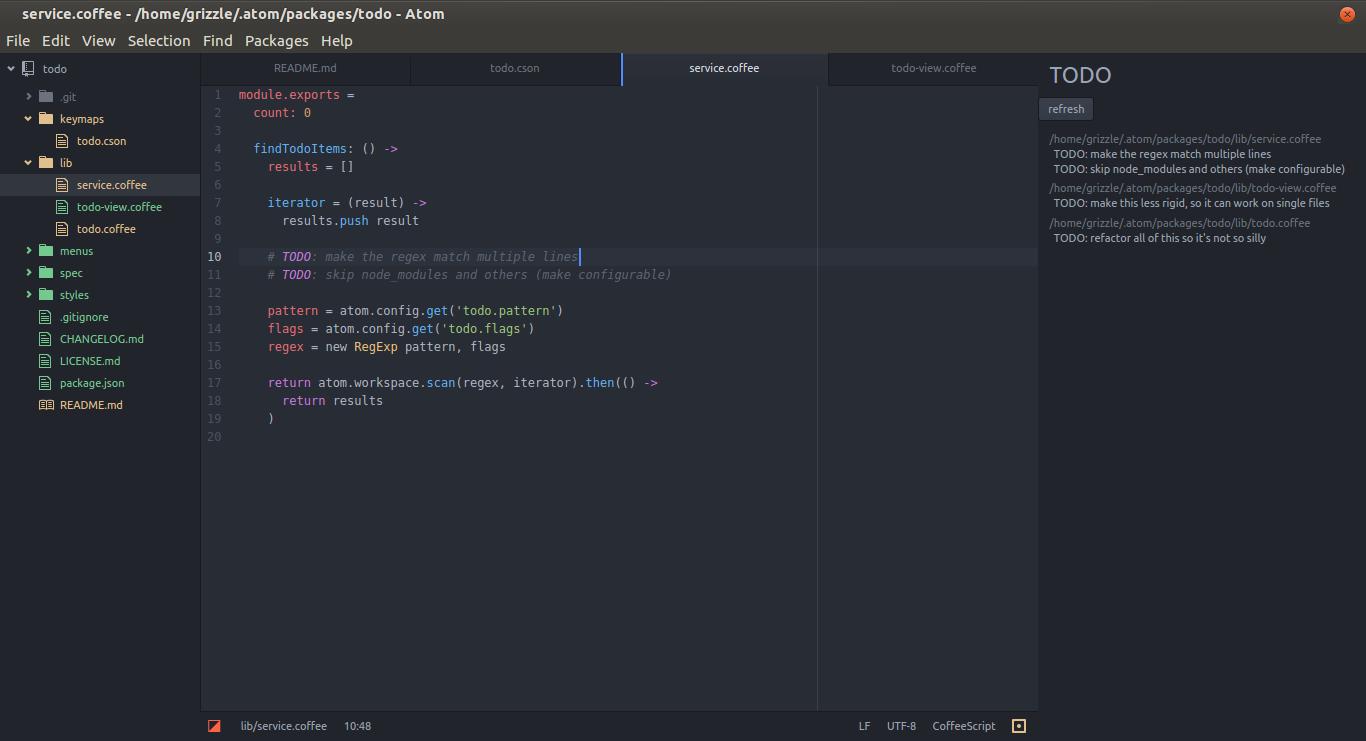 service.coffee - /home/grizzle/.atom/packages/todo - Atom
File Edit View Selection Find Packages Help
todo
.git
keymaps
todo.cson
lib
service.coffee
todo-view.coffee
todo.coffee
menus
spec
styles
.gitignore
CHANGELOG.md
LICENSE.md
package.json
README.md
README.md todo.cson service.coffee todo-view.coffee
1 module.exports =
2   count: 0
3
4   findTodoItems: () ->
5     results = []
6
7     iterator = (result) ->
8       results.push result
9
10     # TODO: make the regex match multiple lines
11     # TODO: skip node_modules and others (make configurable)
12
13     pattern = atom.config.get('todo.pattern')
14     flags = atom.config.get('todo.flags')
15     regex = new RegExp pattern, flags
16
17     return atom.workspace.scan(regex, iterator).then(() ->
18       return results
19     )
20
TODO
refresh
/home/grizzle/.atom/packages/todo/lib/service.coffee
TODO: make the regex match multiple lines
TODO: skip node_modules and others (make configurable)
/home/grizzle/.atom/packages/todo/lib/todo-view.coffee
TODO: make this less rigid, so it can work on single files
/home/grizzle/.atom/packages/todo/lib/todo.coffee
TODO: refactor all of this so it's not so silly
lib/service.coffee 10:48 LF UTF-8 CoffeeScript